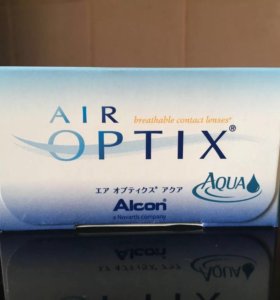 AIR
breathable contact lenses*
OPTIX®
エア オプティクス® アクア
AQUA
Alcon
a Novartis company